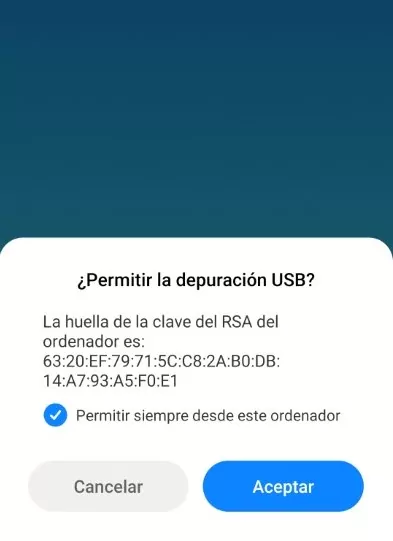 ¿Permitir la depuración USB?
La huella de la clave del RSA del
ordenador es:
63:20:EF:79:71:5C:C8:2A:B0:DB:
14:A7:93:A5:F0:E1
Permitir siempre desde este ordenador
Cancelar
Aceptar